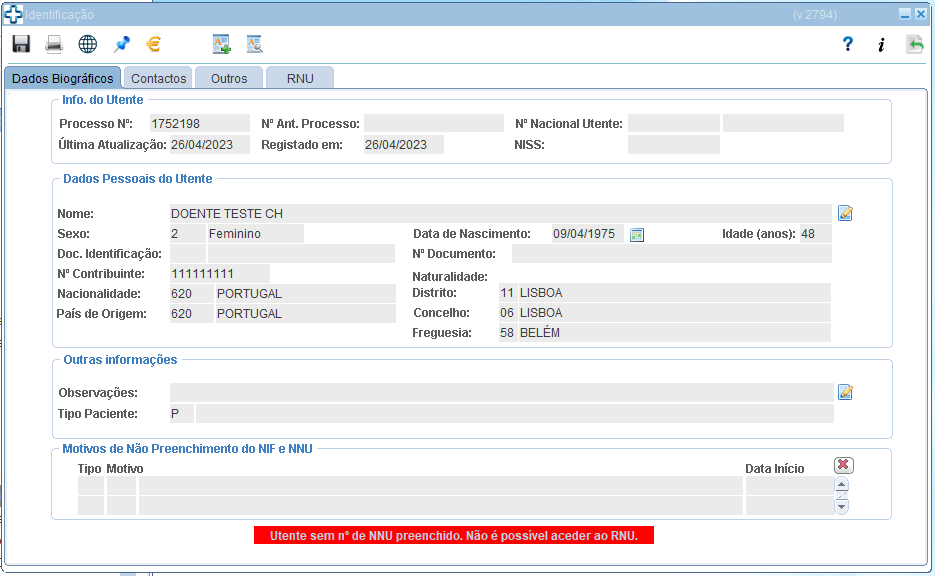 Identificação (v 2794)
Dados Biográficos Contactos Outros RNU
Info. do Utente
Processo Nº: 1752198 Nº Ant. Processo: Nº Nacional Utente:
Última Atualização: 26/04/2023 Registado em: 26/04/2023 NISS:
Dados Pessoais do Utente
Nome: DOENTE TESTE CH
Sexo: 2 Feminino Data de Nascimento: 09/04/1975 Idade (anos): 48
Doc. Identificação: Nº Documento:
Nº Contribuinte: 111111111 Naturalidade:
Nacionalidade: 620 PORTUGAL Distrito: 11 LISBOA
País de Origem: 620 PORTUGAL Concelho: 06 LISBOA
Freguesia: 58 BELÉM
Outras informações
Observações:
Tipo Paciente: P
Motivos de Não Preenchimento do NIF e NNU
Tipo Motivo Data Início
Utente sem nº de NNU preenchido. Não é possível aceder ao RNU.